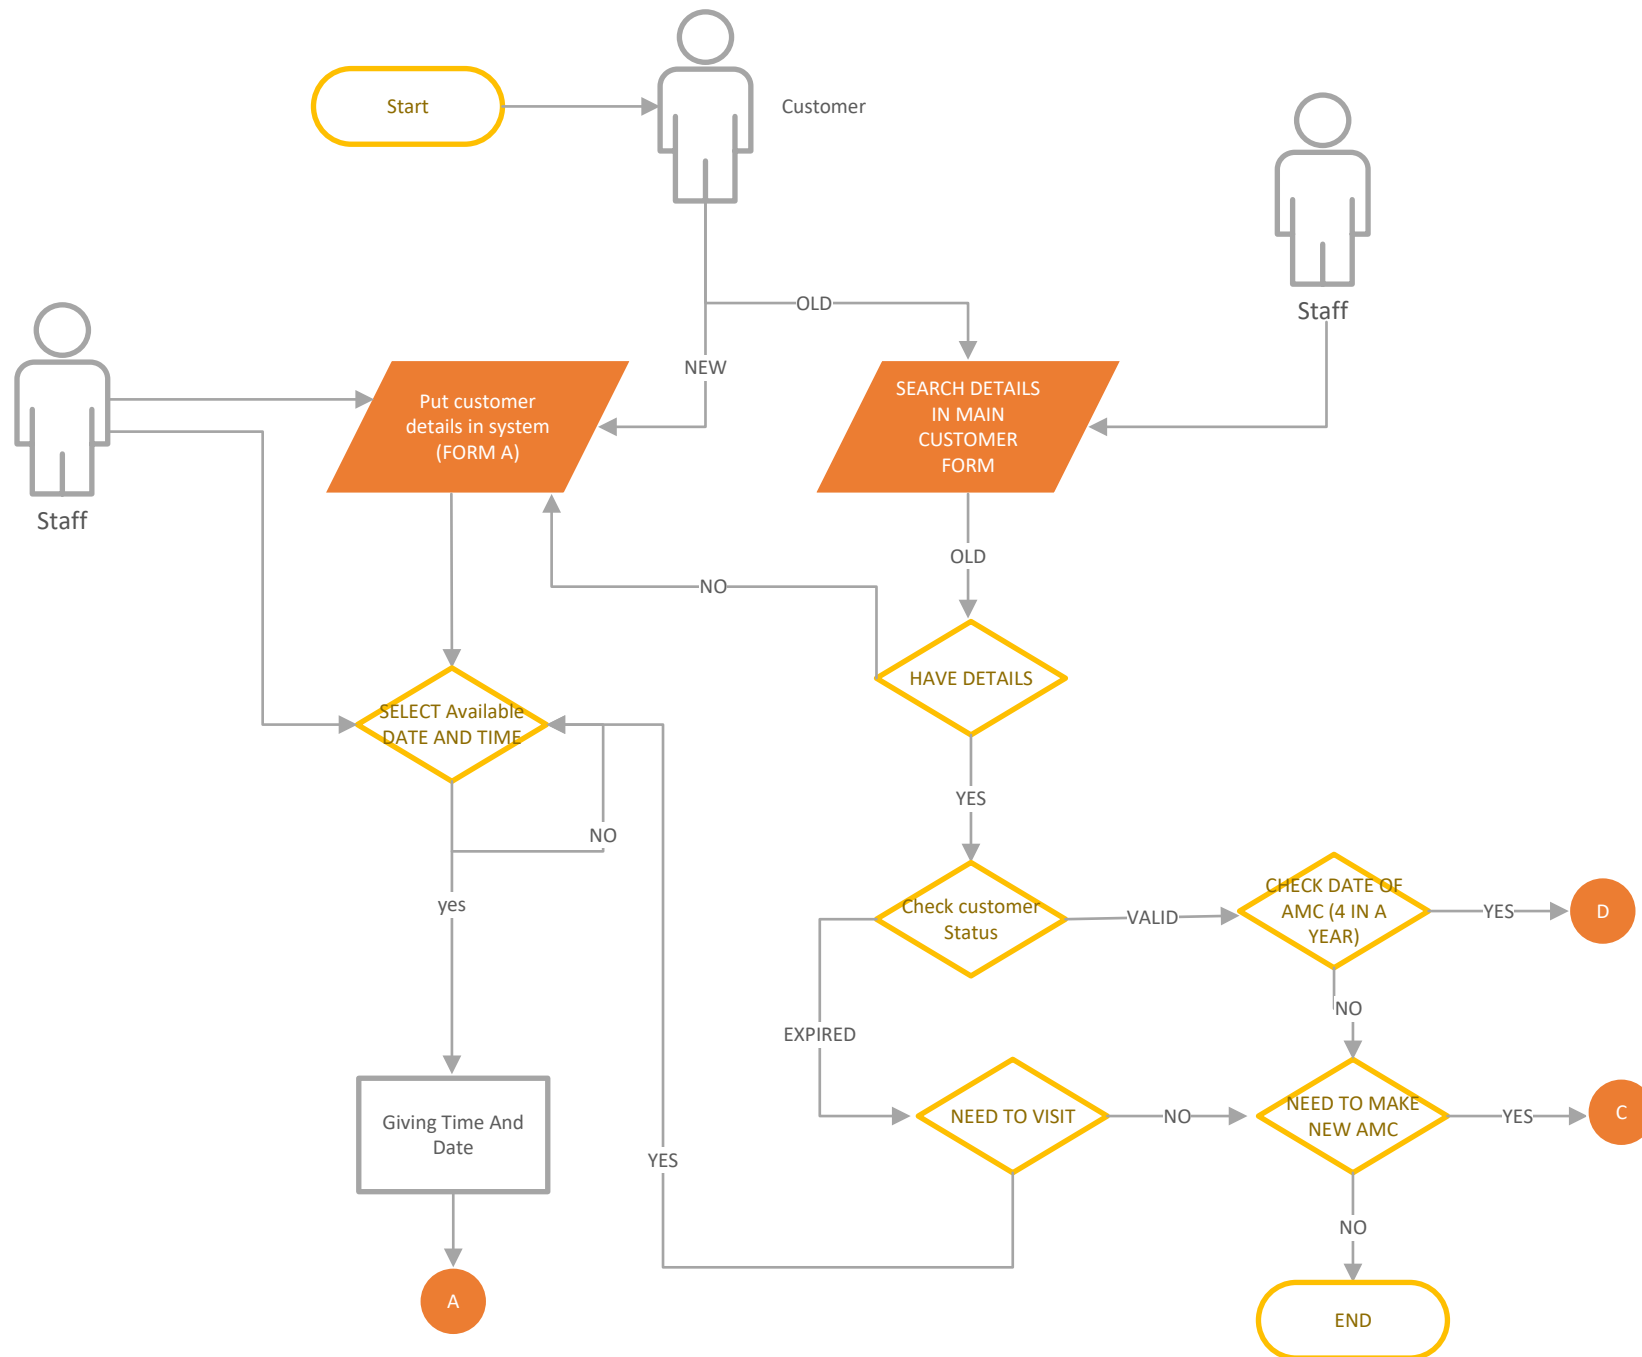 Start
Customer
Staff
OLD
NEW
Put customer
details in system
(FORM A)
SEARCH DETAILS
IN MAIN
CUSTOMER
FORM
Staff
OLD
NO
HAVE DETAILS
SELECT Available
DATE AND TIME
YES
NO
CHECK DATE OF
AMC (4 IN A
YEAR)
yes
Check customer
Status
VALID
YES
D
NO
EXPIRED
Giving Time And
Date
NEED TO VISIT
NO
NEED TO MAKE
NEW AMC
YES
C
YES
NO
A
END